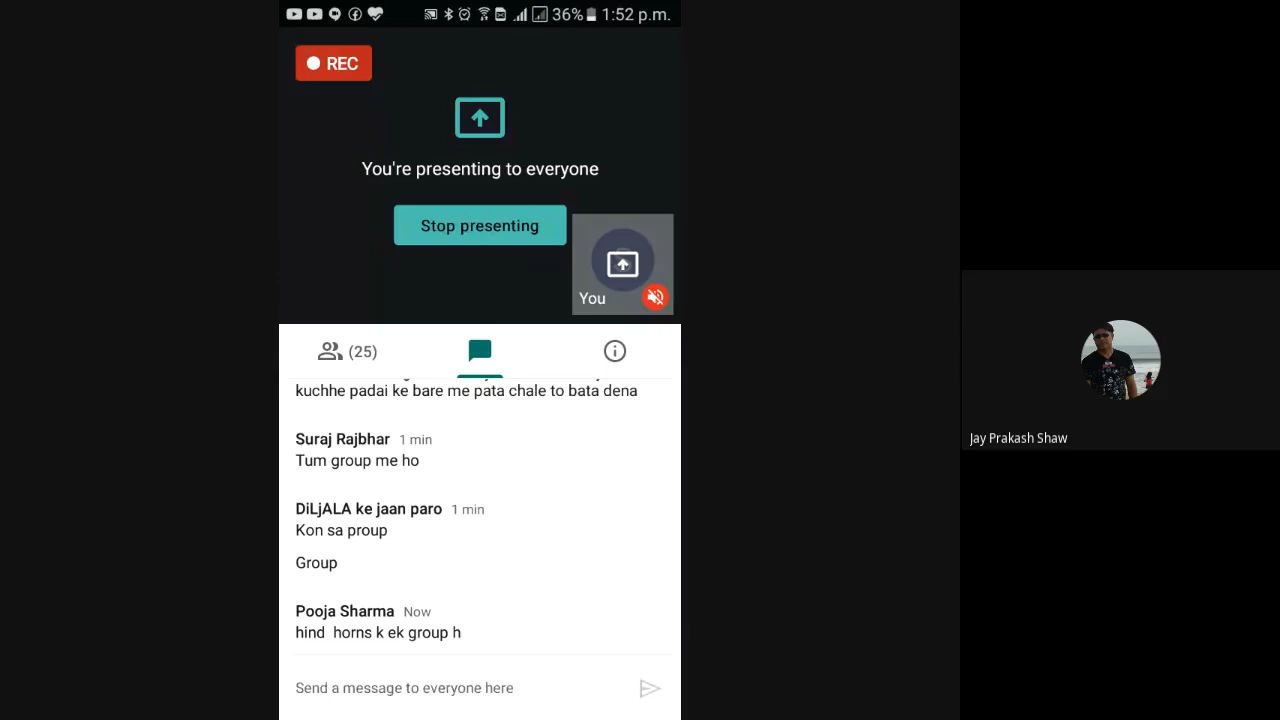 36% 1:52 p.m.
REC
You're presenting to everyone
Stop presenting
You
(25)
kuchhe padai ke bare me pata chale to bata dena
Suraj Rajbhar 1 min
Tum group me ho
DiLjALA ke jaan paro 1 min
Kon sa proup
Group
Pooja Sharma Now
hind horns k ek group h
Send a message to everyone here
Jay Prakash Shaw